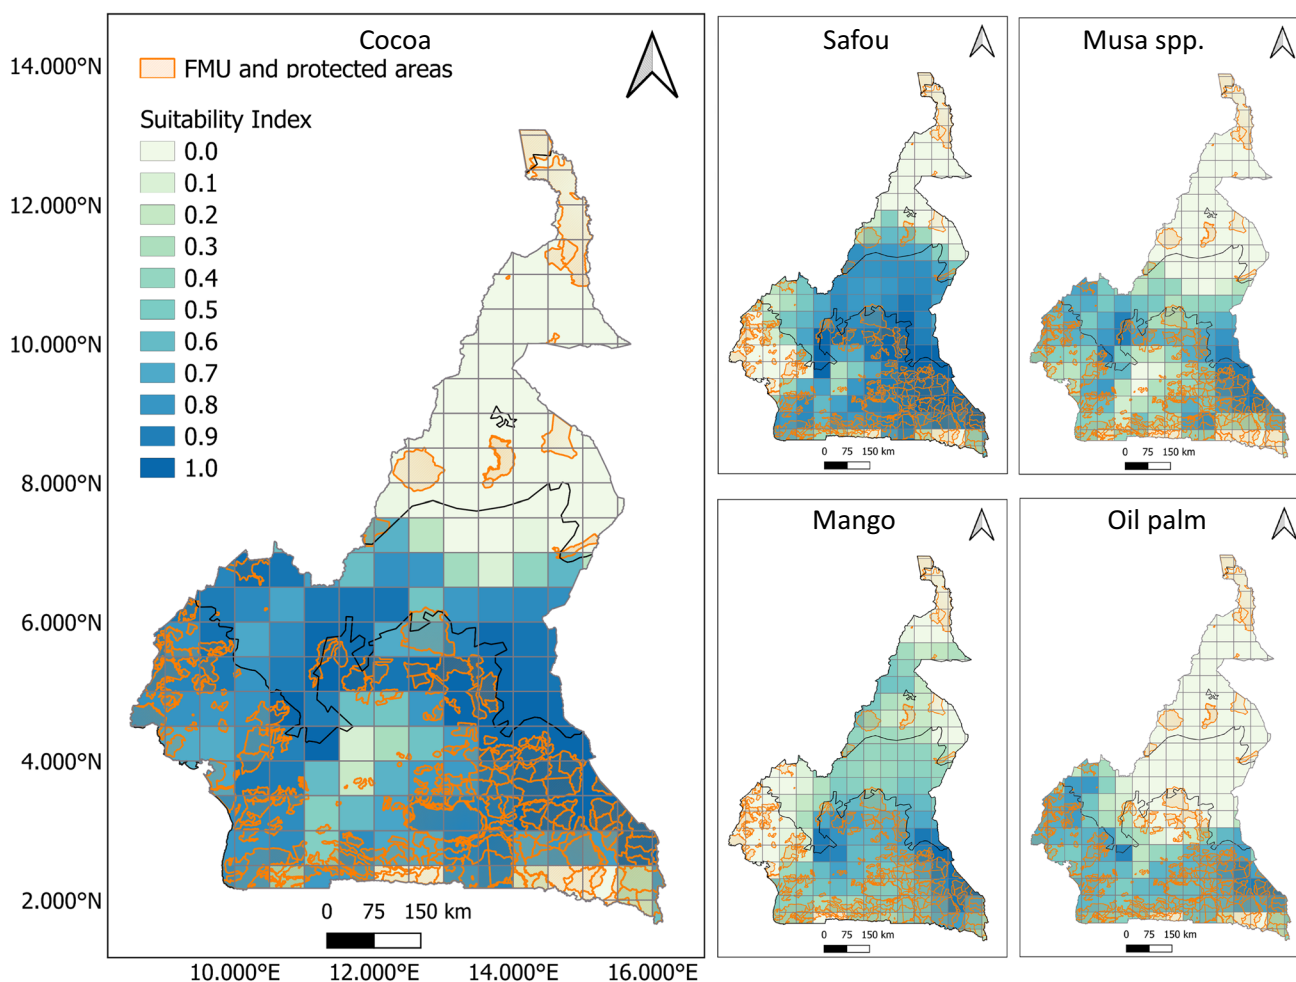 Cocoa
FMU and protected areas
Suitability Index
0.0
0.1
0.2
0.3
0.4
0.5
0.6
0.7
0.8
0.9
1.0
14.000°N
12.000°N
10.000°N
8.000°N
6.000°N
4.000°N
2.000°N
0 75 150 km
10.000°E 12.000°E 14.000°E 16.000°E
Safou
0 75 150 km
Musa spp.
0 75 150 km
Mango
0 75 150 km
Oil palm
0 75 150 km